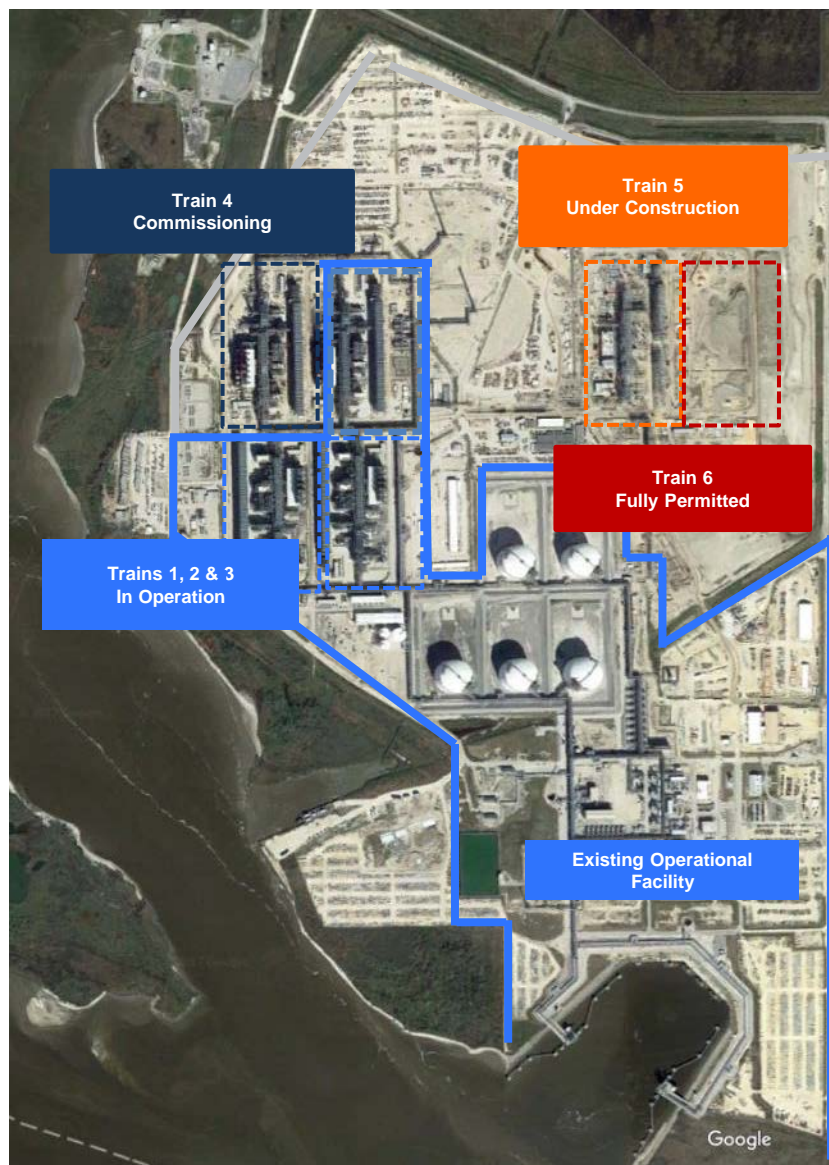 Train 4
Commissioning
Train 5
Under Construction
Train 6
Fully Permitted
Trains 1, 2 & 3
In Operation
Existing Operational
Facility
Google